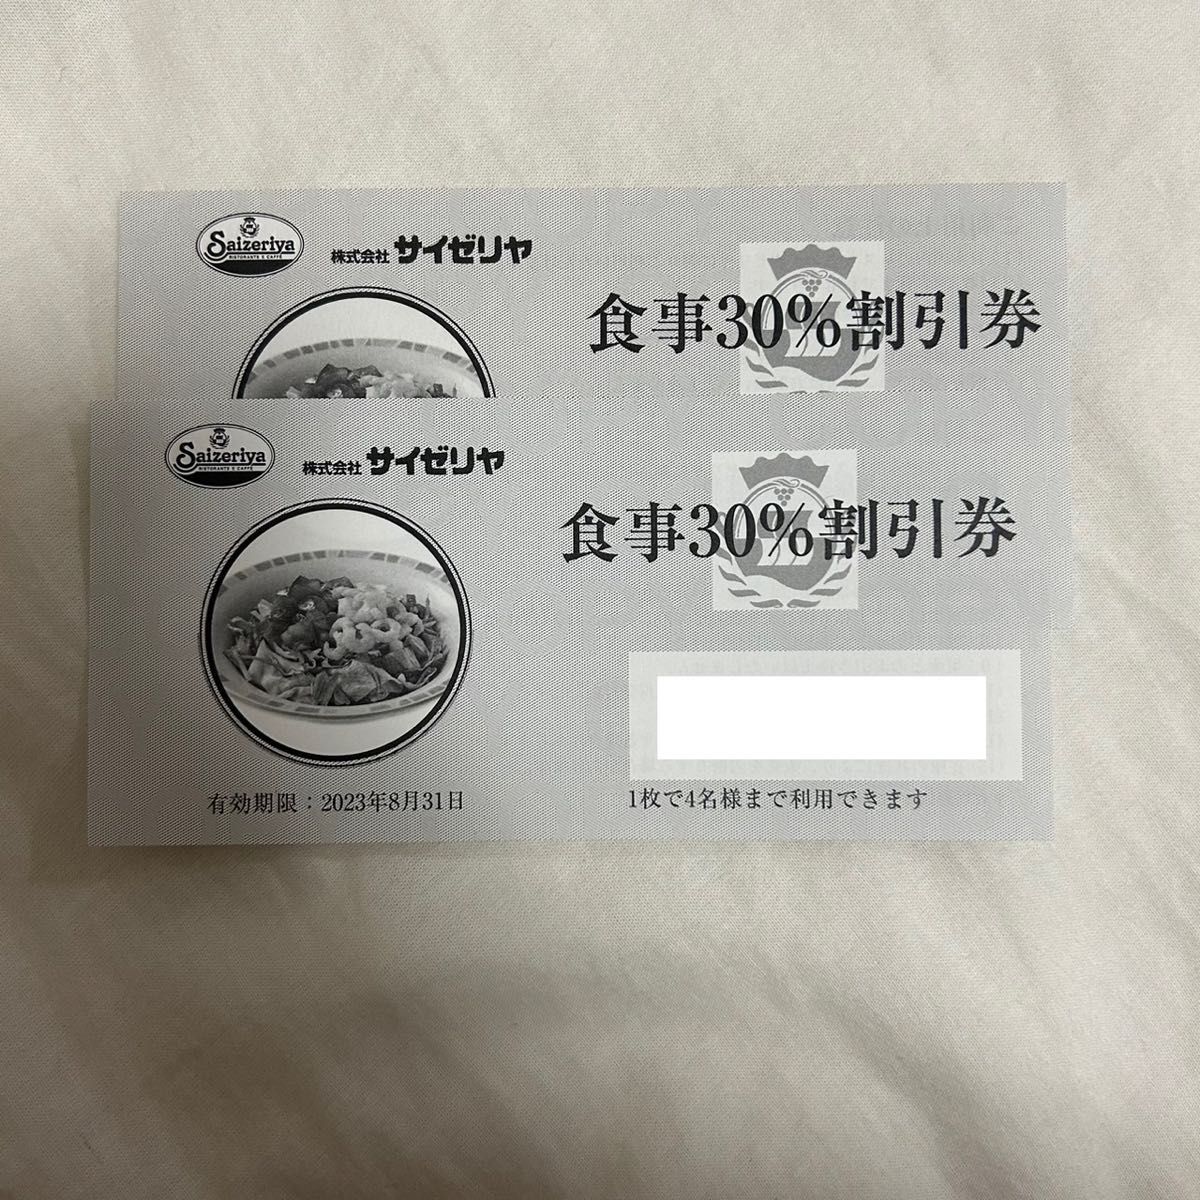 Saizeriya
RISTORANTE E CAFFÉ
株式会社 サイゼリヤ
食事30%割引券
Saizeriya
RISTORANTE E CAFFÉ
株式会社 サイゼリヤ
食事30%割引券
有効期限：2023年8月31日
1枚で4名様まで利用できます